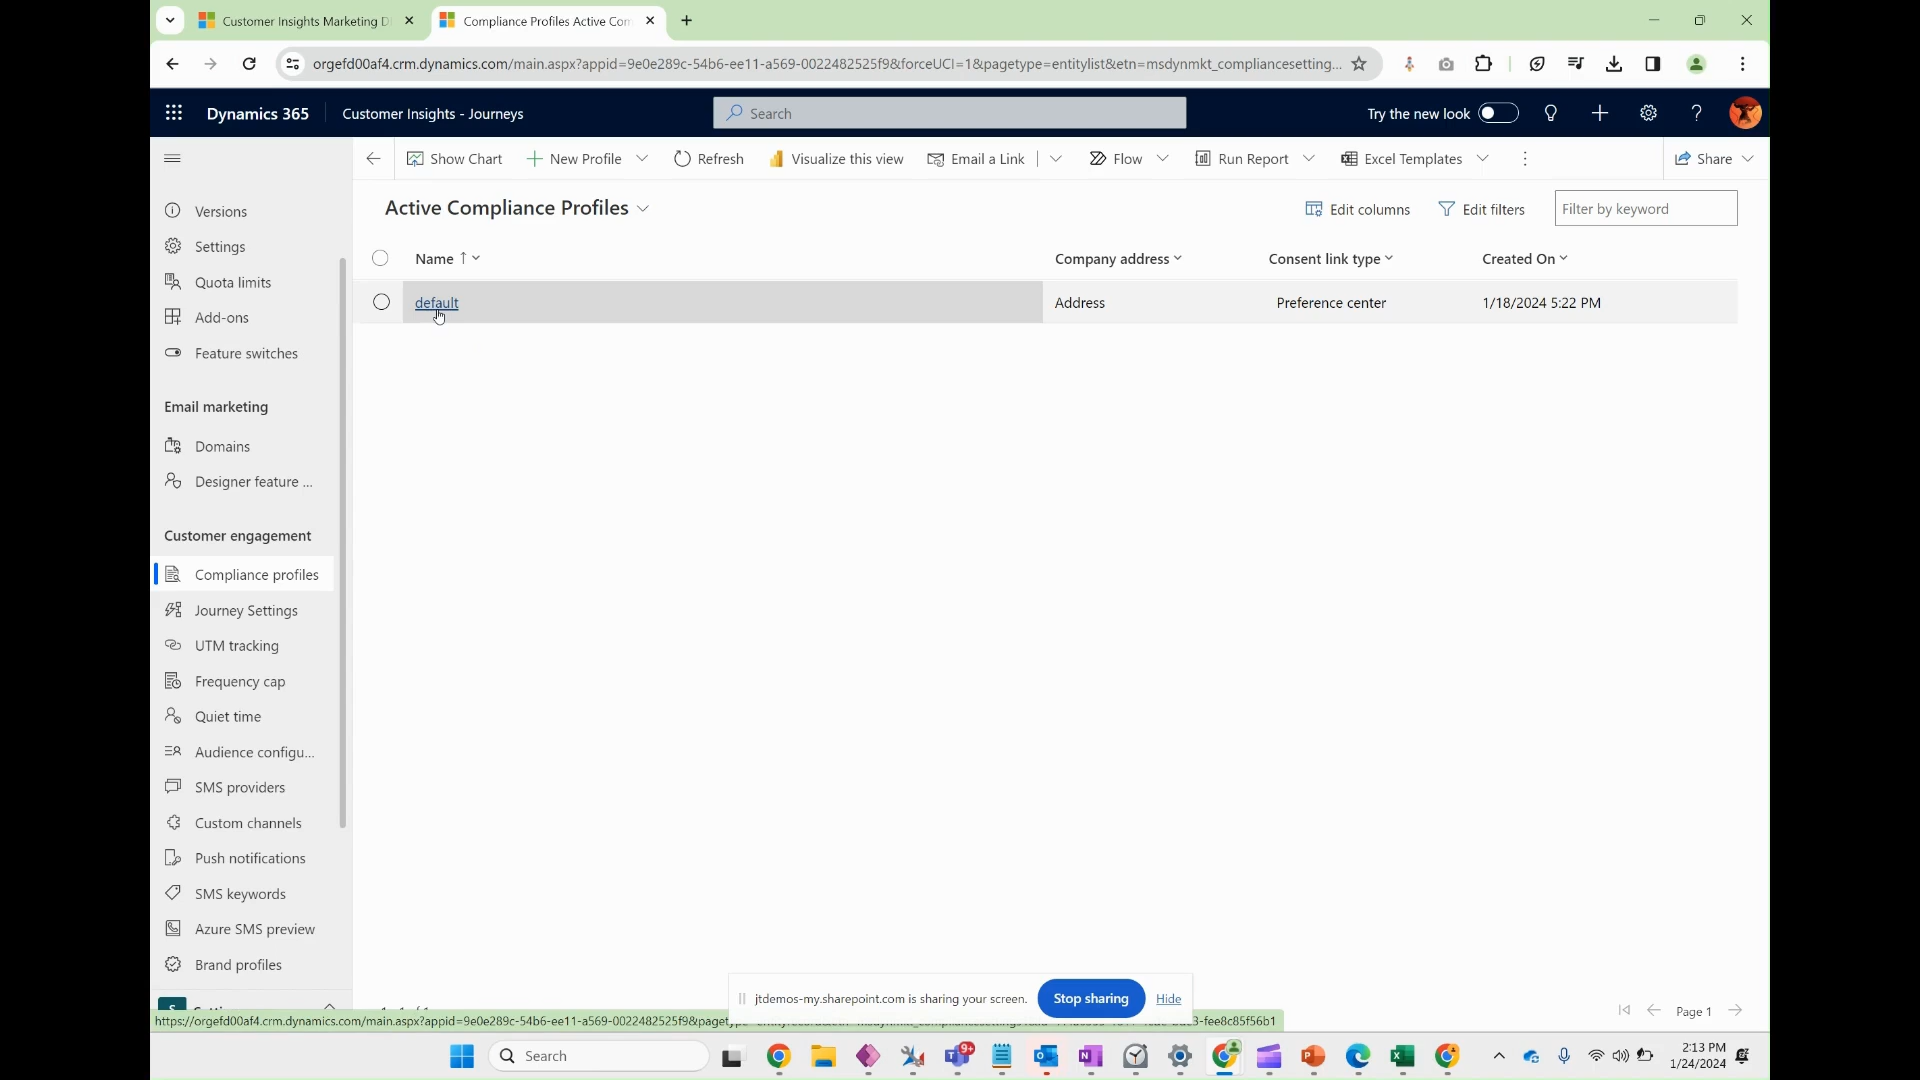 Customer Insights Marketing D
Compliance Profiles Active Com
orgefd00af4.crm.dynamics.com/main.aspx?appid=9e0e289c-54b6-ee11-a569-0022482525f9&forceUCI=1&pagetype=entitylist&etn=msdynmkt_compliancesetting...
Dynamics 365
Customer Insights - Journeys
Search
Try the new look
Show Chart
New Profile
Refresh
Visualize this view
Email a Link
Flow
Run Report
Excel Templates
Share
Active Compliance Profiles
Edit columns
Edit filters
Filter by keyword
Name
Company address
Consent link type
Created On
default
Address
Preference center
1/18/2024 5:22 PM
Versions
Settings
Quota limits
Add-ons
Feature switches
Email marketing
Domains
Designer feature ...
Customer engagement
Compliance profiles
Journey Settings
UTM tracking
Frequency cap
Quiet time
Audience configu...
SMS providers
Custom channels
Push notifications
SMS keywords
Azure SMS preview
Brand profiles
jtdemos-my.sharepoint.com is sharing your screen.
Stop sharing
Hide
Page 1
https://orgefd00af4.crm.dynamics.com/main.aspx?appid=9e0e289c-54b6-ee11-a569-0022482525f9&paget
3-fee8c85f56b1
Search
9+
2:13 PM
1/24/2024